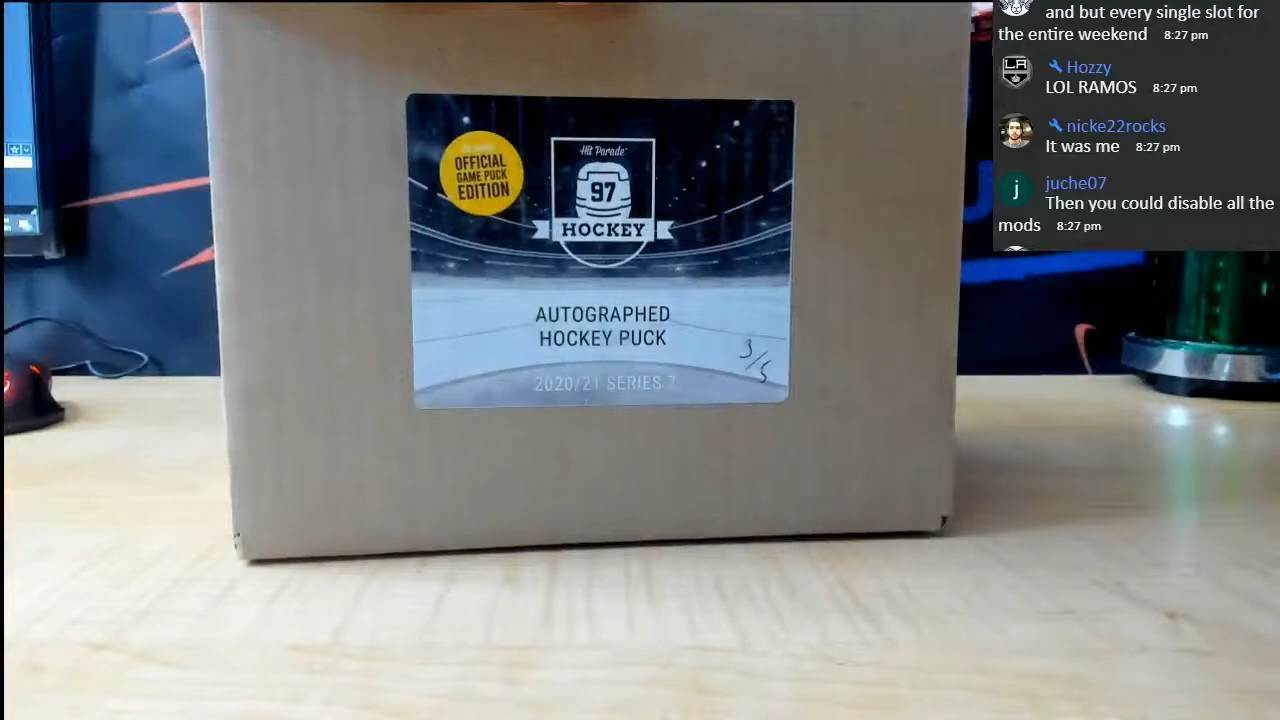 OFFICIAL
GAME PUCK
EDITION
Hit Parade
97
HOCKEY
AUTOGRAPHED
HOCKEY PUCK
3/5
2020/21 SERIES 7
and but every single slot for
the entire weekend 8:27 pm
Hozzy
LOL RAMOS 8:27 pm
nicke22rocks
It was me 8:27 pm
juche07
Then you could disable all the
mods 8:27 pm
LA
j